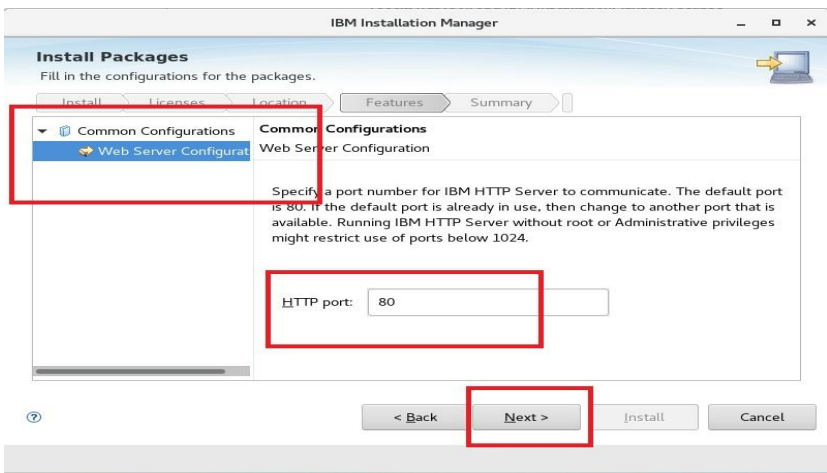 IBM Installation Manager
Install Packages
Fill in the configurations for the packages.
Install Licenses Location Features Summary
Common Configurations
Web Server Configurat
Common Configurations
Web Server Configuration
Specify a port number for IBM HTTP Server to communicate. The default port
is 80. If the default port is already in use, then change to another port that is
available. Running IBM HTTP Server without root or Administrative privileges
might restrict use of ports below 1024.
HTTP port: 80
? < Back Next > Install Cancel